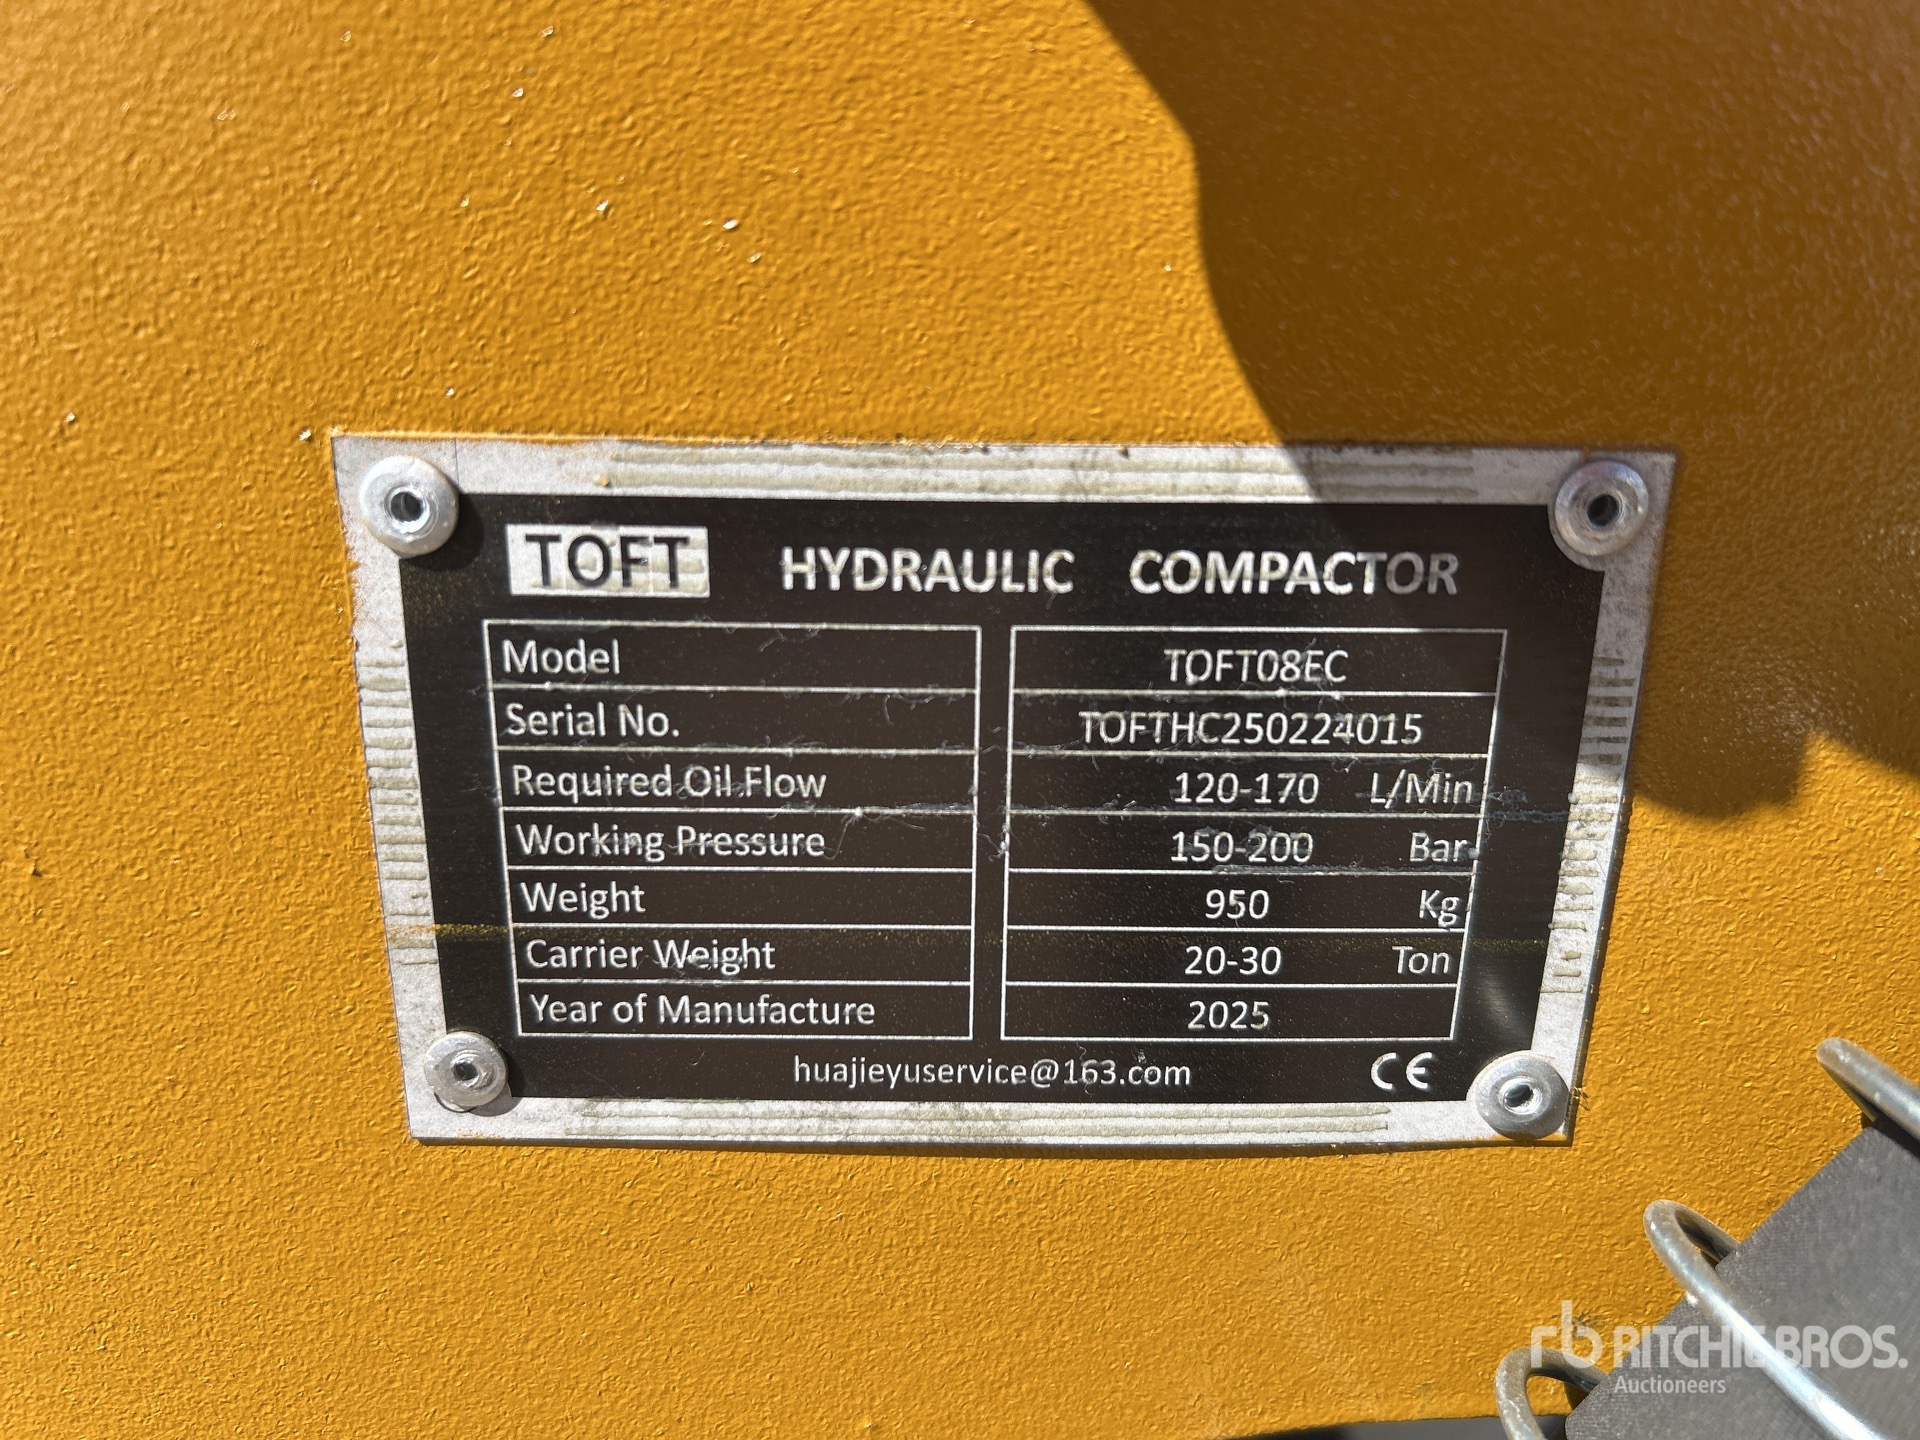 TOFT HYDRAULIC COMPACTOR
Model TOFT08EC
Serial No. TOFTHC250224015
Required Oil Flow 120-170 L/Min
Working Pressure 150-200 Bar
Weight 950 Kg
Carrier Weight 20-30 Ton
Year of Manufacture 2025
huajieyuservice@163.com CE
rb RITCHIE BROS.
Auctioneers